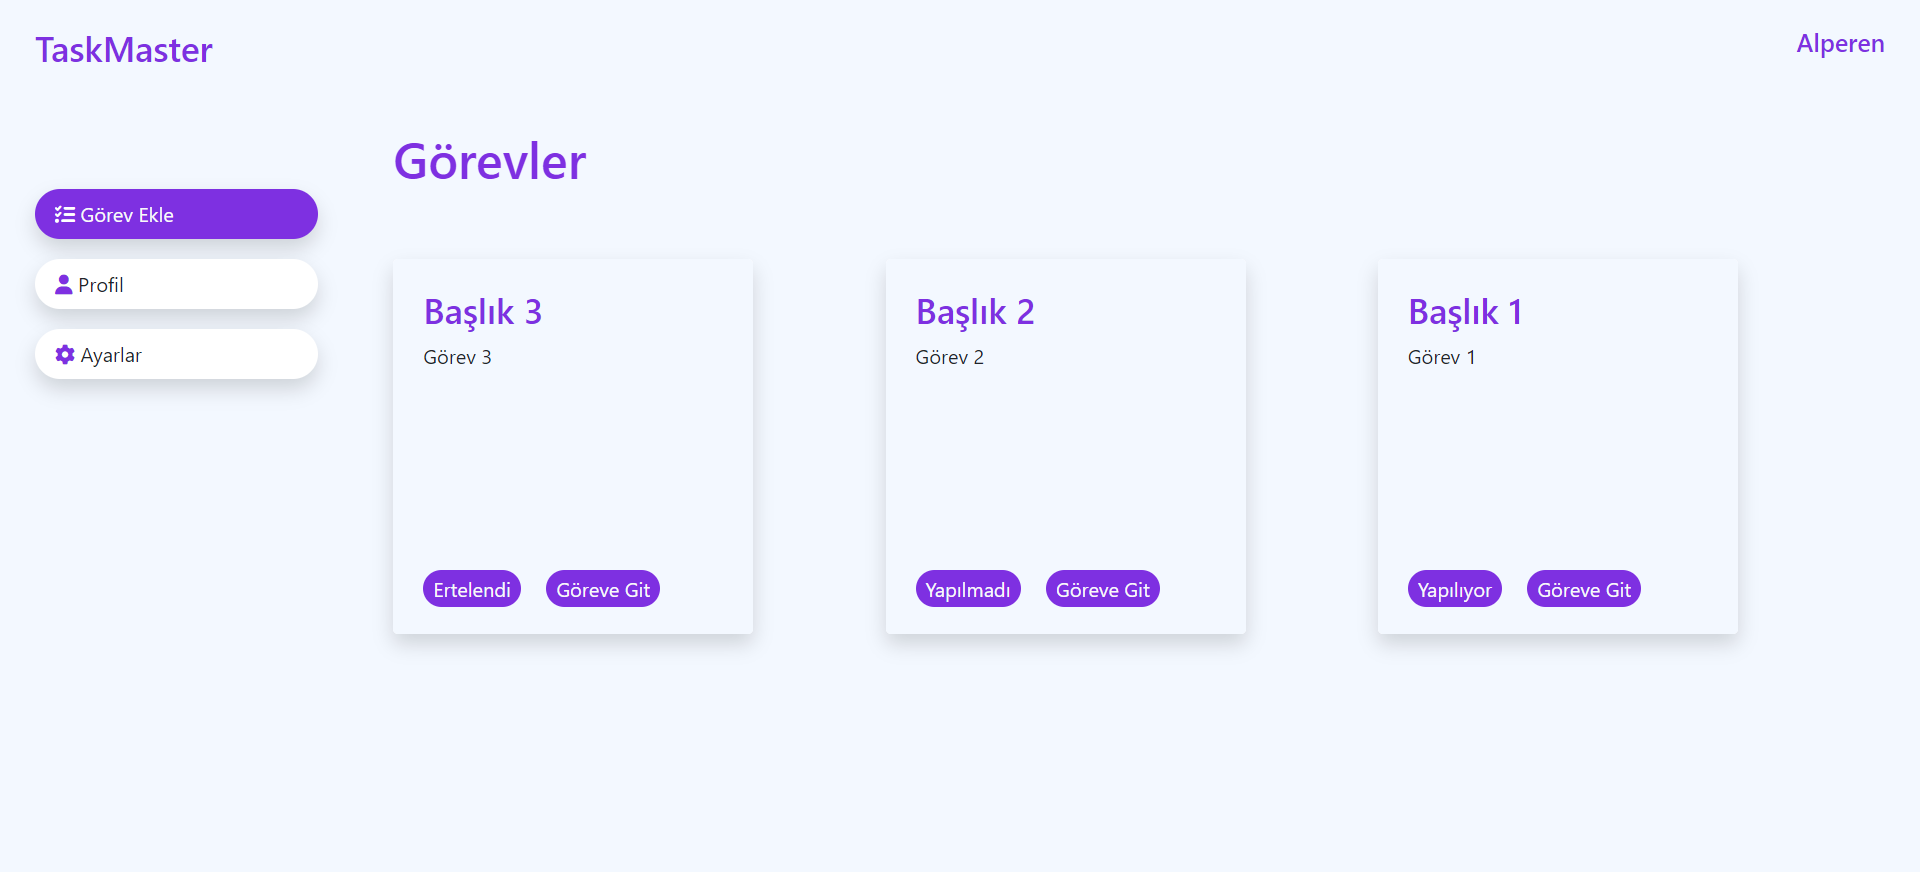 TaskMaster
Alperen
Görevler
Görev Ekle
Profil
Ayarlar
Başlık 3
Görev 3
Ertelendi
Göreve Git
Başlık 2
Görev 2
Yapılmadı
Göreve Git
Başlık 1
Görev 1
Yapılıyor
Göreve Git